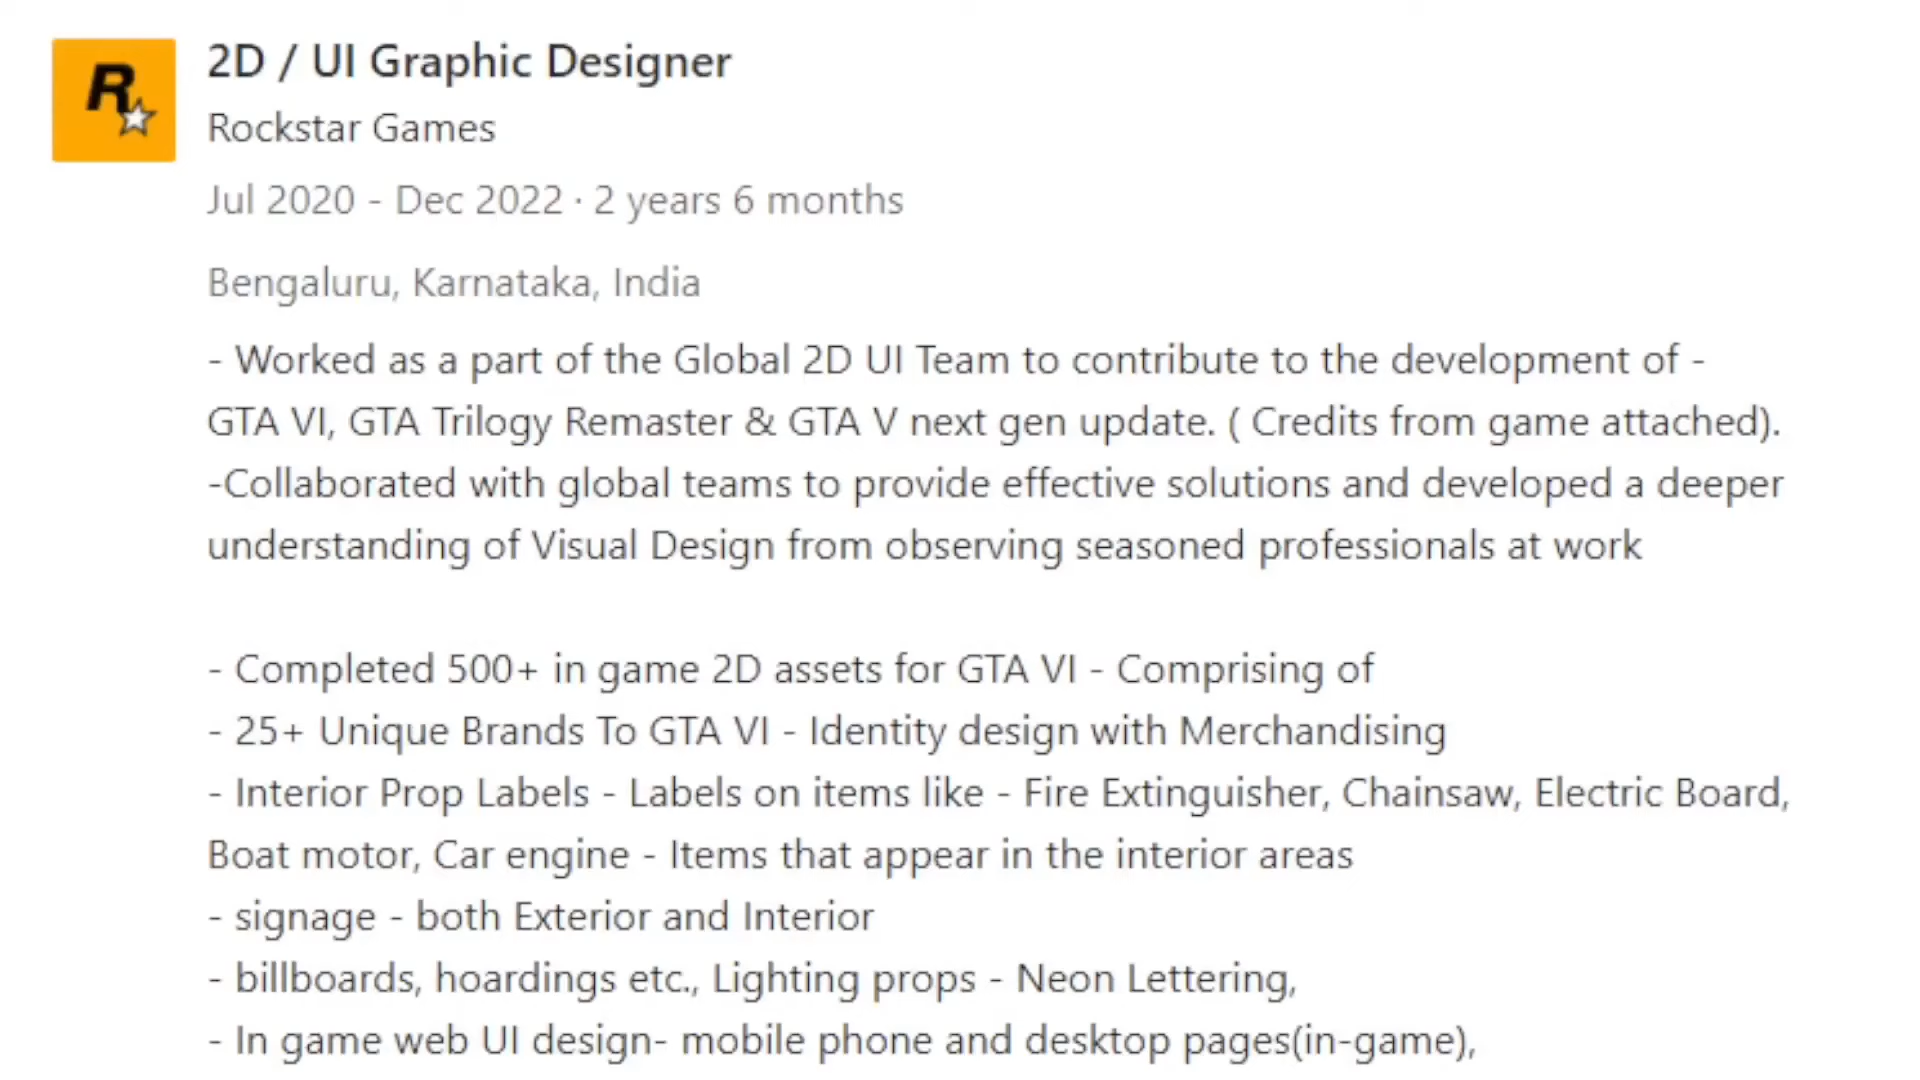 R
2D / UI Graphic Designer
Rockstar Games
Jul 2020 - Dec 2022 · 2 years 6 months
Bengaluru, Karnataka, India
- Worked as a part of the Global 2D UI Team to contribute to the development of -
GTA VI, GTA Trilogy Remaster & GTA V next gen update. ( Credits from game attached).
-Collaborated with global teams to provide effective solutions and developed a deeper
understanding of Visual Design from observing seasoned professionals at work
- Completed 500+ in game 2D assets for GTA VI - Comprising of
- 25+ Unique Brands To GTA VI - Identity design with Merchandising
- Interior Prop Labels - Labels on items like - Fire Extinguisher, Chainsaw, Electric Board,
Boat motor, Car engine - Items that appear in the interior areas
- signage - both Exterior and Interior
- billboards, hoardings etc., Lighting props - Neon Lettering,
- In game web UI design- mobile phone and desktop pages(in-game),